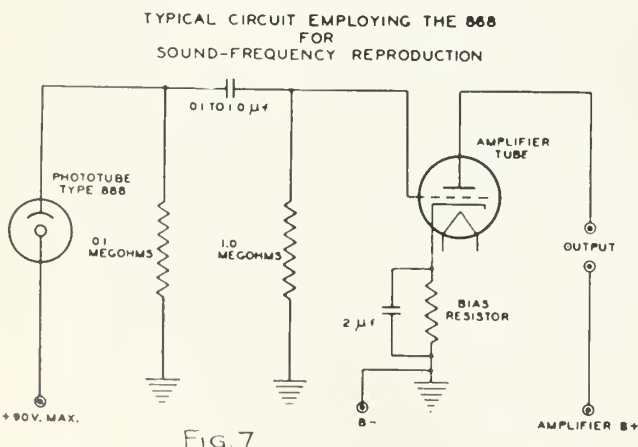 TYPICAL CIRCUIT EMPLOYING THE 868
FOR
SOUND-FREQUENCY REPRODUCTION
01 TO 1.0 µf
AMPLIFIER
TUBE
PHOTOTUBE
TYPE 888
01
MEGOHMS
1.0
MEGOHMS
OUTPUT
2 µf
BIAS
RESISTOR
+90V. MAX.
B-
AMPLIFIER B+
FIG. 7